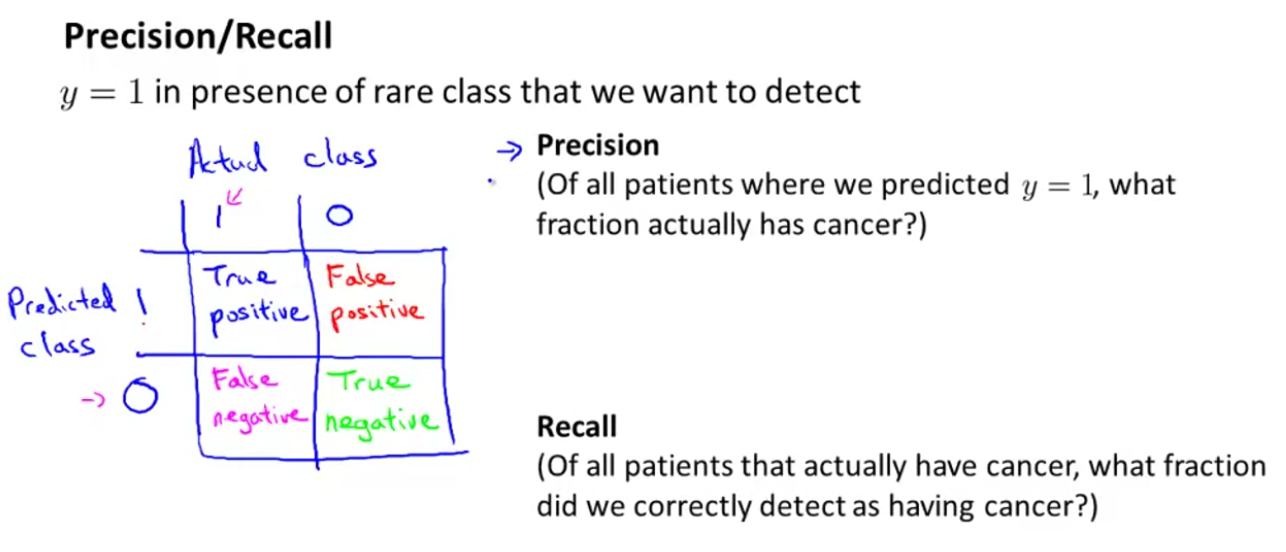 Precision/Recall
y = 1 in presence of rare class that we want to detect
Actual class
1 0
Predicted class
1
True positive
False positive
0
False negative
True negative
→ Precision
(Of all patients where we predicted y = 1, what
fraction actually has cancer?)
Recall
(Of all patients that actually have cancer, what fraction
did we correctly detect as having cancer?)